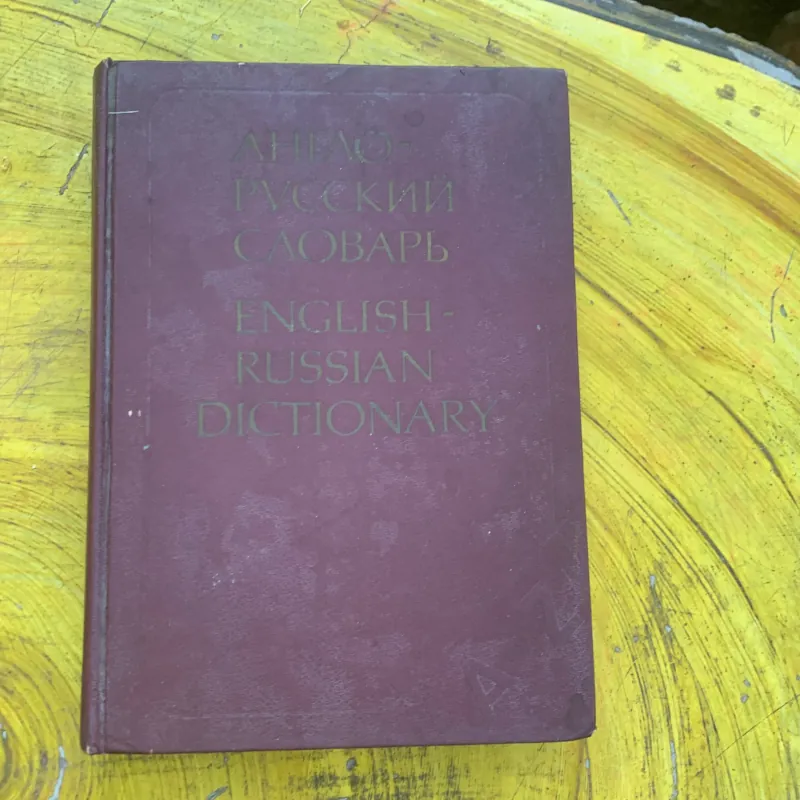 АНГЛО-
РУССКИЙ
СЛОВАРЬ
ENGLISH-
RUSSIAN
DICTIONARY